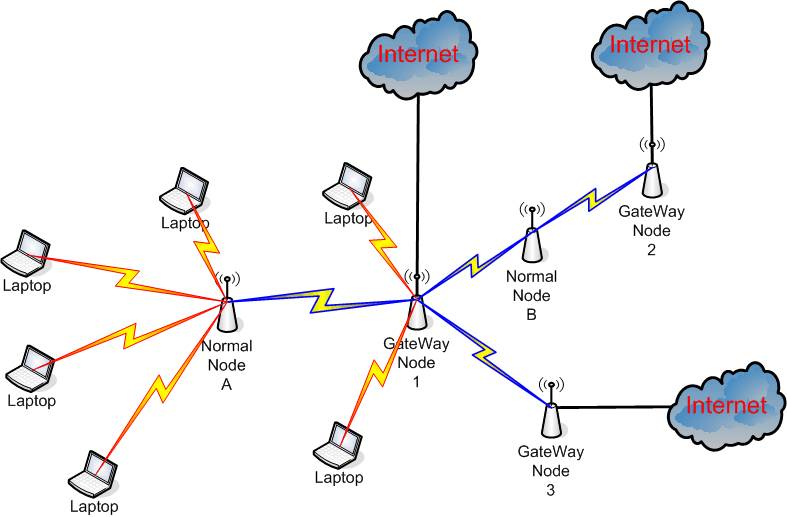 Internet
Internet
Laptop
Laptop
GateWay
Node
2
Laptop
Normal
Node
B
Normal
Node
A
GateWay
Node
1
Laptop
Internet
Laptop
GateWay
Node
3
Laptop